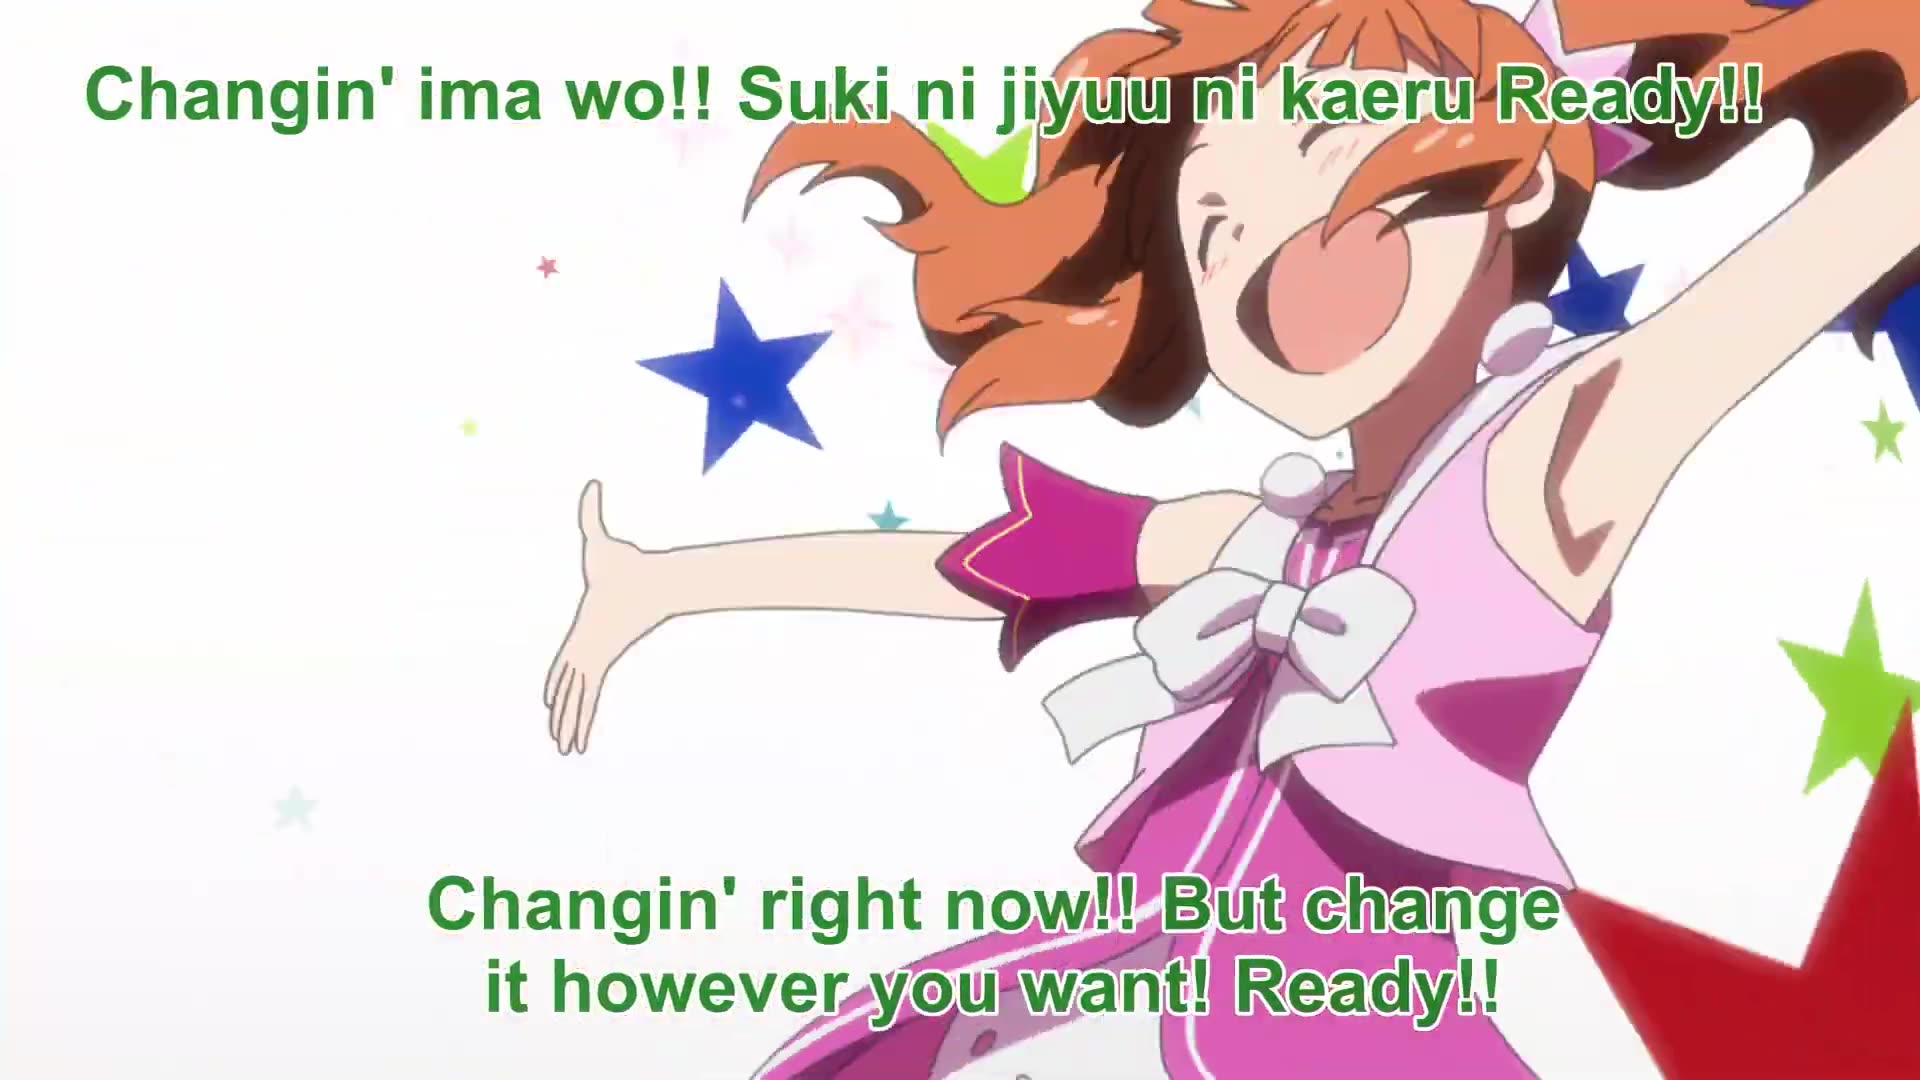 Changin' ima wo!! Suki ni jiyuu ni kaeru Ready!!
Changin' right now!! But change
it however you want! Ready!!